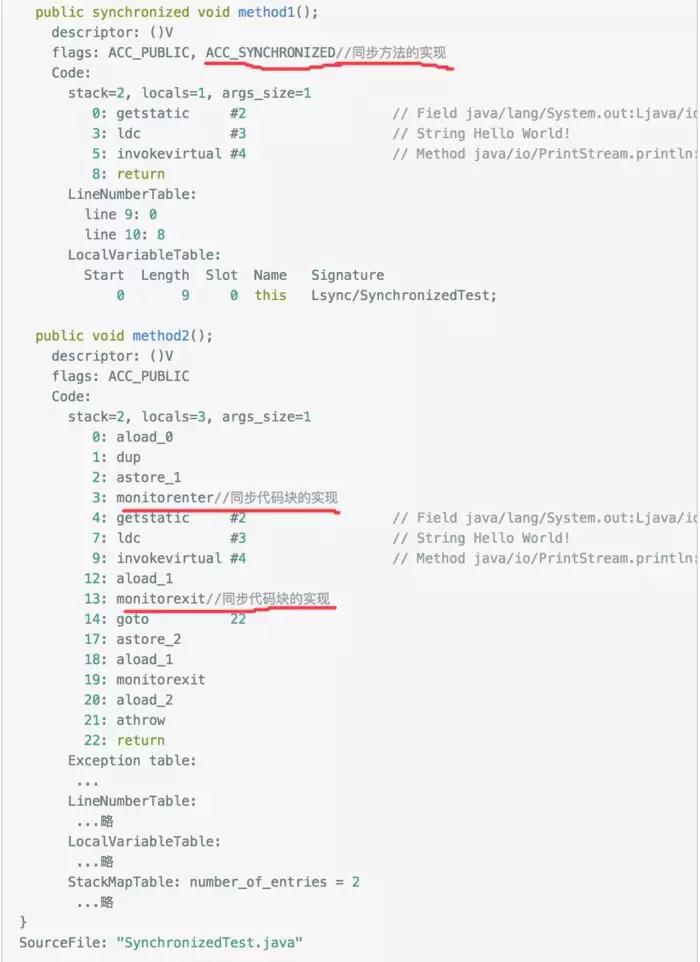 public synchronized void method1();
descriptor: ()V
flags: ACC_PUBLIC, ACC_SYNCHRONIZED//同步方法的实现
Code:
stack=2, locals=1, args_size=1
0: getstatic #2 // Field java/lang/System.out:Ljava/io
3: ldc #3 // String Hello World!
5: invokevirtual #4 // Method java/io/PrintStream.println:
8: return
LineNumberTable:
line 9: 0
line 10: 8
LocalVariableTable:
Start Length Slot Name Signature
0 9 0 this Lsync/SynchronizedTest;
public void method2();
descriptor: ()V
flags: ACC_PUBLIC
Code:
stack=2, locals=3, args_size=1
0: aload_0
1: dup
2: astore_1
3: monitorenter//同步代码块的实现
4: getstatic #2 // Field java/lang/System.out:Ljava/io
7: ldc #3 // String Hello World!
9: invokevirtual #4 // Method java/io/PrintStream.println:
12: aload_1
13: monitorexit//同步代码块的实现
14: goto 22
17: astore_2
18: aload_1
19: monitorexit
20: aload_2
21: athrow
22: return
Exception table:
...
LineNumberTable:
...略
LocalVariableTable:
...略
StackMapTable: number_of_entries = 2
...略
}
SourceFile: "SynchronizedTest.java"